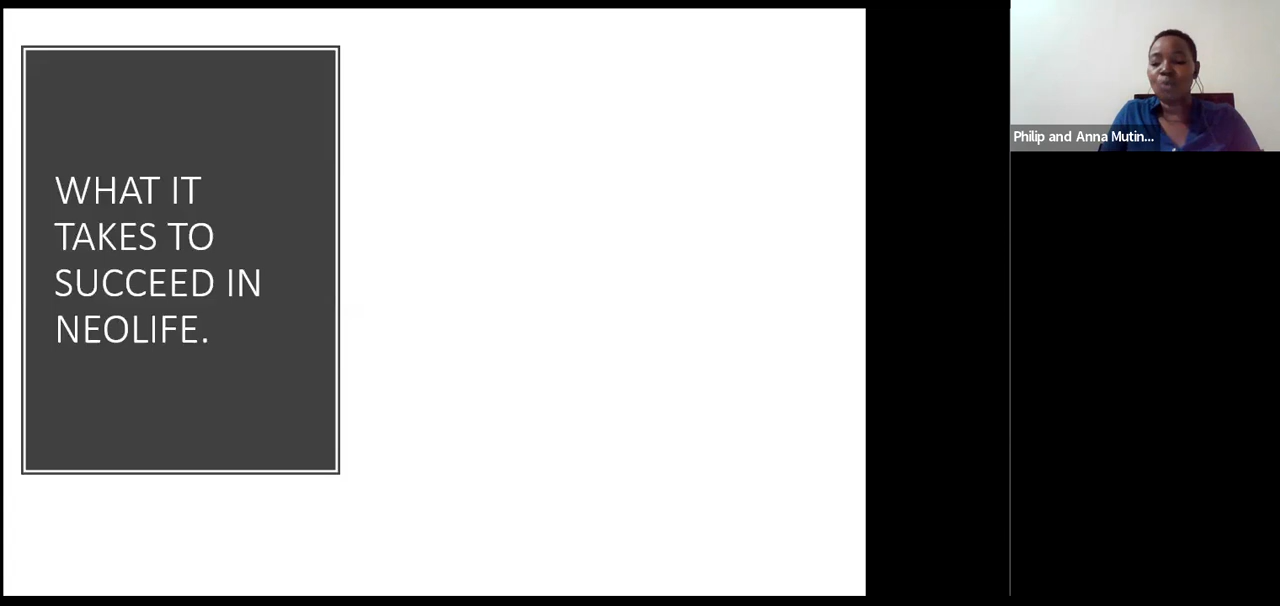 WHAT IT
TAKES TO
SUCCEED IN
NEOLIFE.
Philip and Anna Mutin...